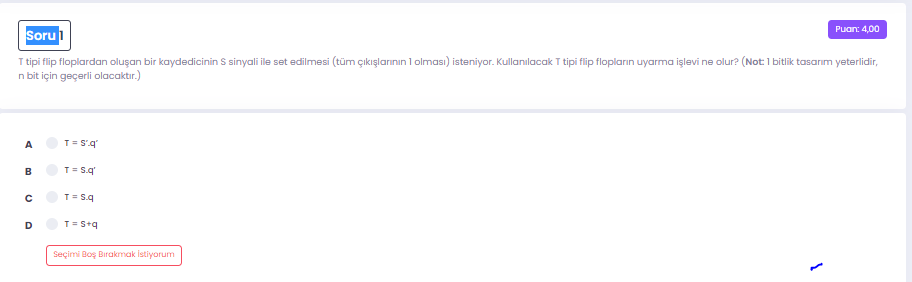 Soru 1
Puan: 4,00
T tipi flip floplardan oluşan bir kaydedicinin S sinyali ile set edilmesi (tüm çıkışlarının 1 olması) isteniyor. Kullanılacak T tipi flip flopların uyarma işlevi ne olur? (Not: 1 bitlik tasarım yeterlidir,
n bit için geçerli olacaktır.)
A T = S'.q'
B T = S.q'
C T = S.q
D T = S+q
Seçimi Boş Bırakmak İstiyorum